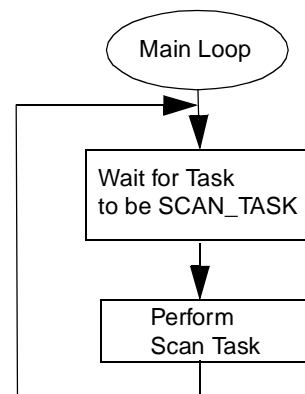 Main Loop
Wait for Task
to be SCAN_TASK
Perform
Scan Task